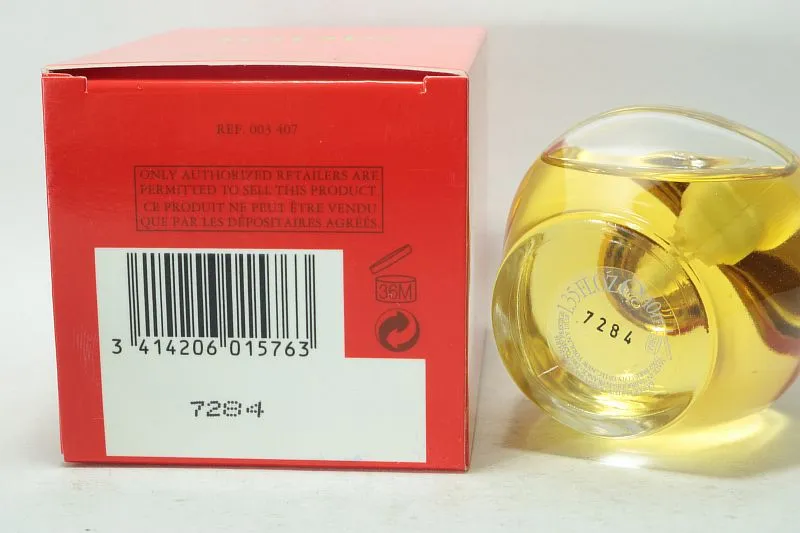 REF. 003 407
ONLY AUTHORIZED RETAILERS ARE
PERMITTED TO SELL THIS PRODUCT
CE PRODUIT NE PEUT ÊTRE VENDU
QUE PAR LES DÉPOSITAIRES AGRÉÉS
36M
3 414206 015763
7284
7284